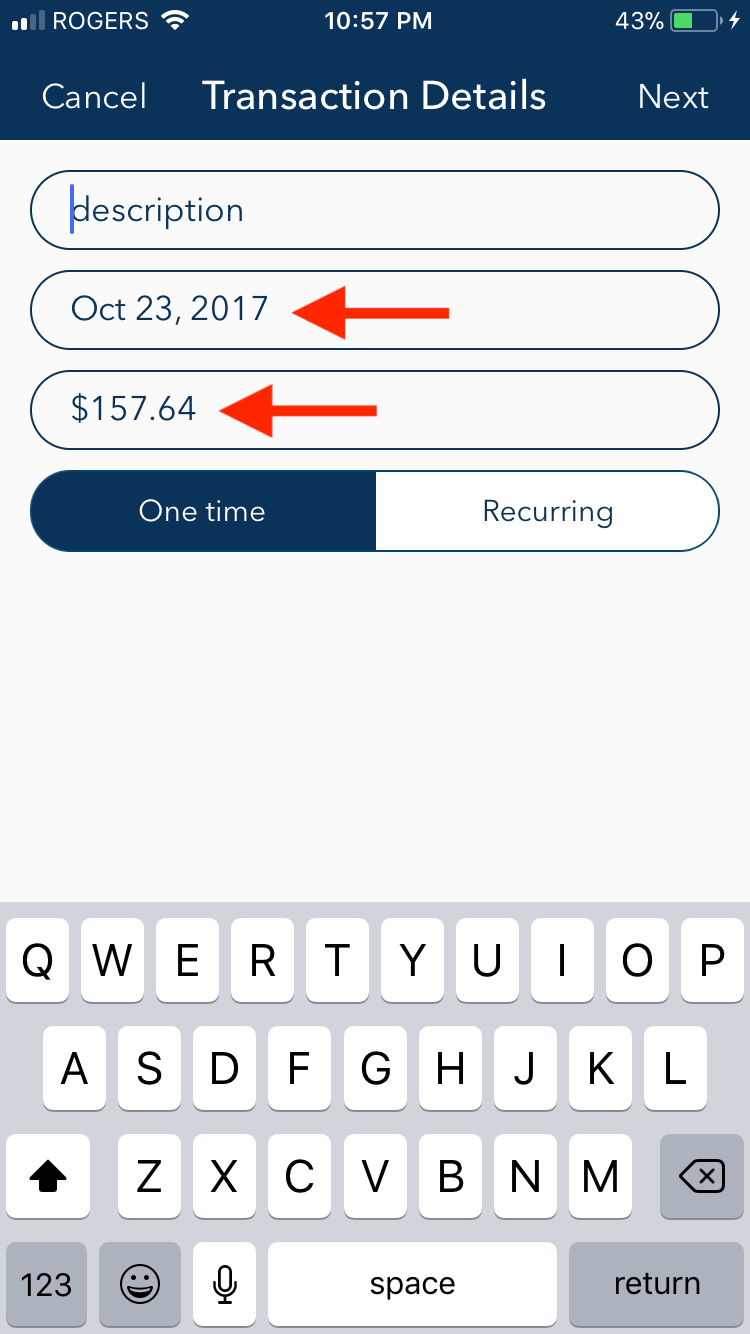 ROGERS 10:57 PM 43%
Cancel Transaction Details Next
description
Oct 23, 2017
$157.64
One time Recurring
Q W E R T Y U I O P
A S D F G H J K L
Z X C V B N M
123 space return